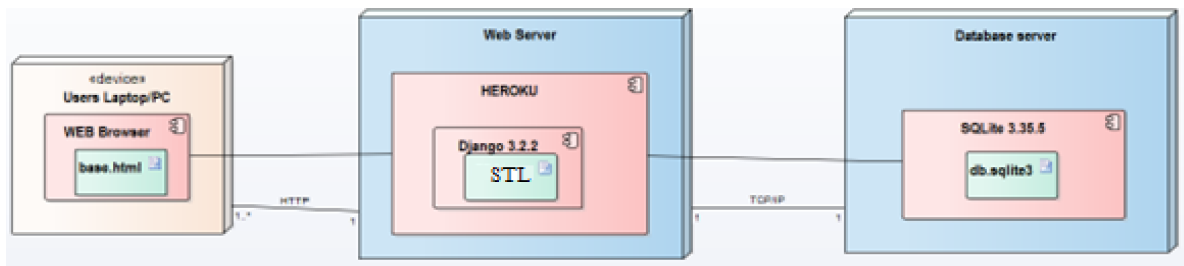 «device»
Users Laptop/PC
WEB Browser
base.html
HTTP
1..*
1
Web Server
HEROKU
Django 3.2.2
STL
TCP/IP
1
1
Database server
SQLite 3.35.5
db.sqlite3